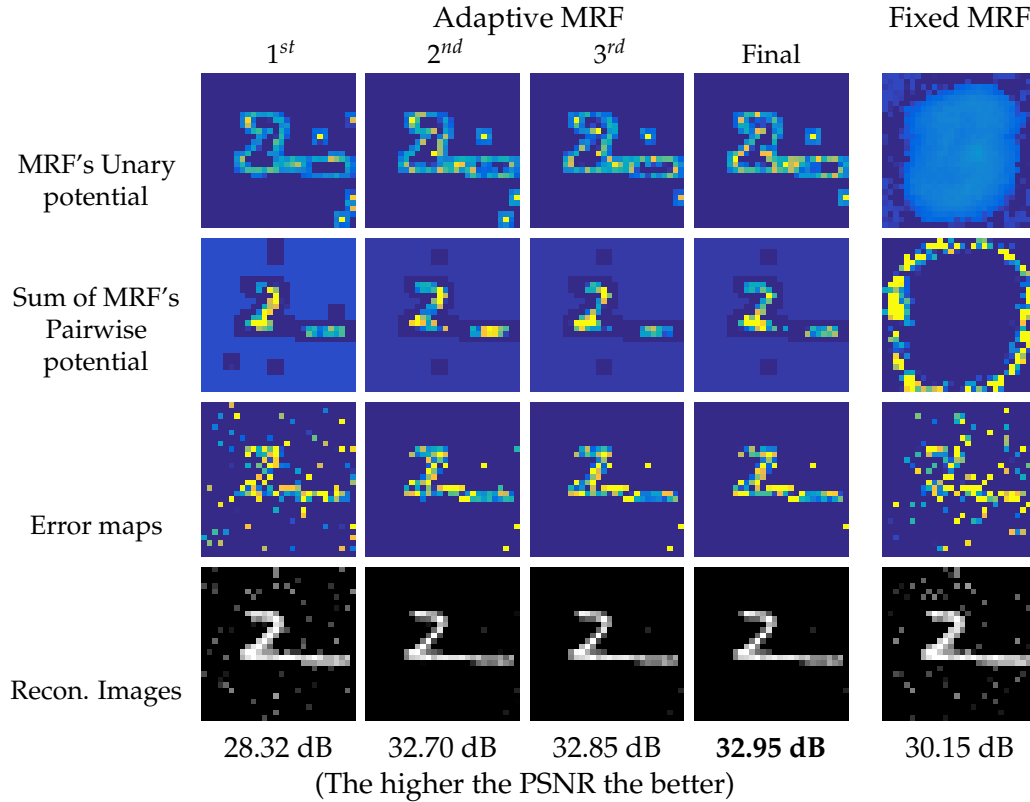 Adaptive MRF Fixed MRF
1st 2nd 3rd Final
MRF's Unary
potential
Sum of MRF's
Pairwise
potential
Error maps
Recon. Images
28.32 dB 32.70 dB 32.85 dB 32.95 dB 30.15 dB
(The higher the PSNR the better)